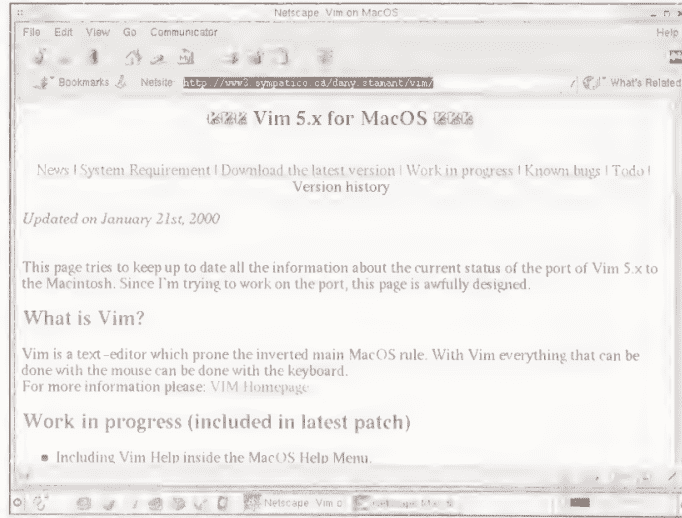 Netscape: Vim on MacOS
File Edit View Go Communicator Help
Bookmarks Netsite: http://www3.sympatico.ca/dany.stamant/vim/ What's Related
Vim 5.x for MacOS
News | System Requirement | Download the latest version | Work in progress | Known bugs | Todo |
Version history
Updated on January 21st, 2000
This page tries to keep up to date all the information about the current status of the port of Vim 5.x to
the Macintosh. Since I'm trying to work on the port, this page is awfully designed.
What is Vim?
Vim is a text-editor which prone the inverted main MacOS rule. With Vim everything that can be
done with the mouse can be done with the keyboard.
For more information please: VIM Homepage
Work in progress (included in latest patch)
Including Vim Help inside the MacOS Help Menu.
Netscape: Vim o